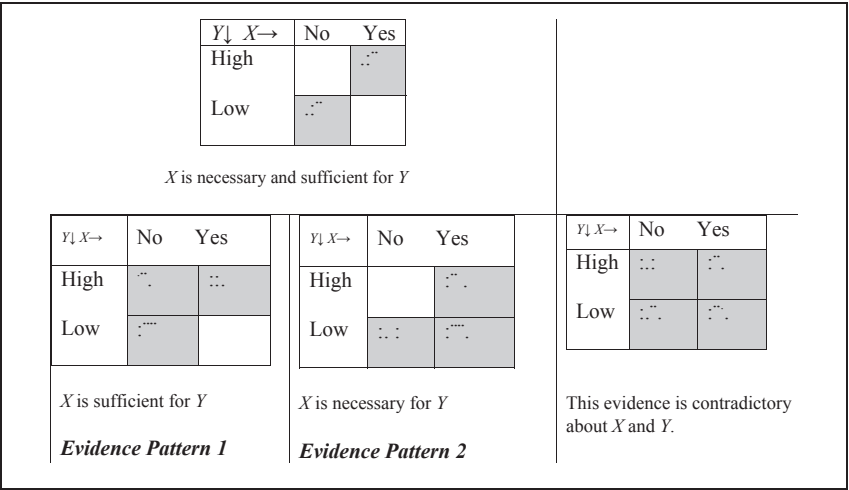 Y↓ X→ No Yes
High
Low
X is necessary and sufficient for Y
Y↓ X→ No Yes
High
Low
X is sufficient for Y
Evidence Pattern 1
Y↓ X→ No Yes
High
Low
X is necessary for Y
Evidence Pattern 2
Y↓ X→ No Yes
High
Low
This evidence is contradictory
about X and Y.